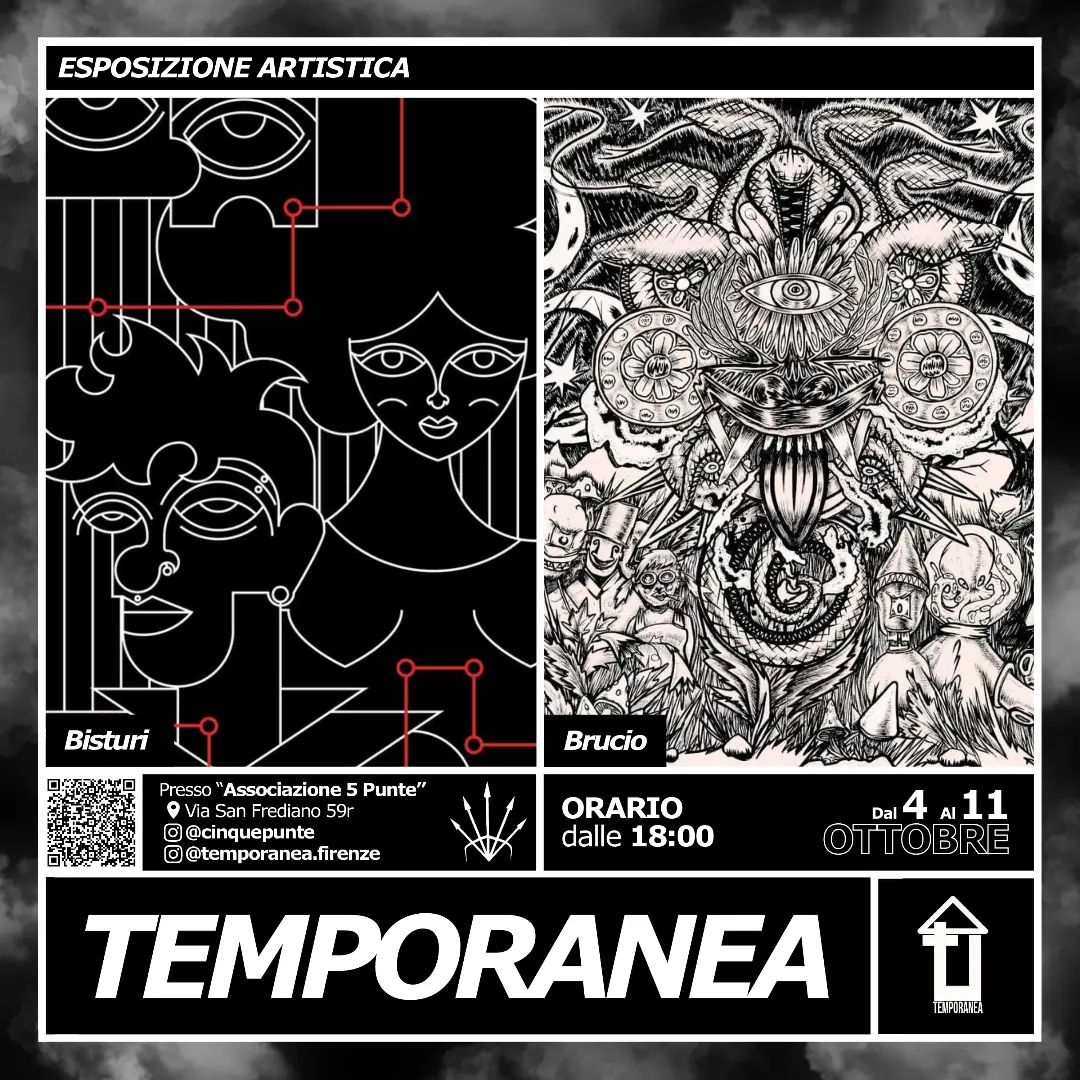 ESPOSIZIONE ARTISTICA
Bisturi
Brucio
Presso “Associazione 5 Punte”
Via San Frediano 59r
@cinquepunte
@temporanea.firenze
ORARIO
dalle 18:00
Dal 4 Al 11
OTTOBRE
TEMPORANEA
TEMPORANEA